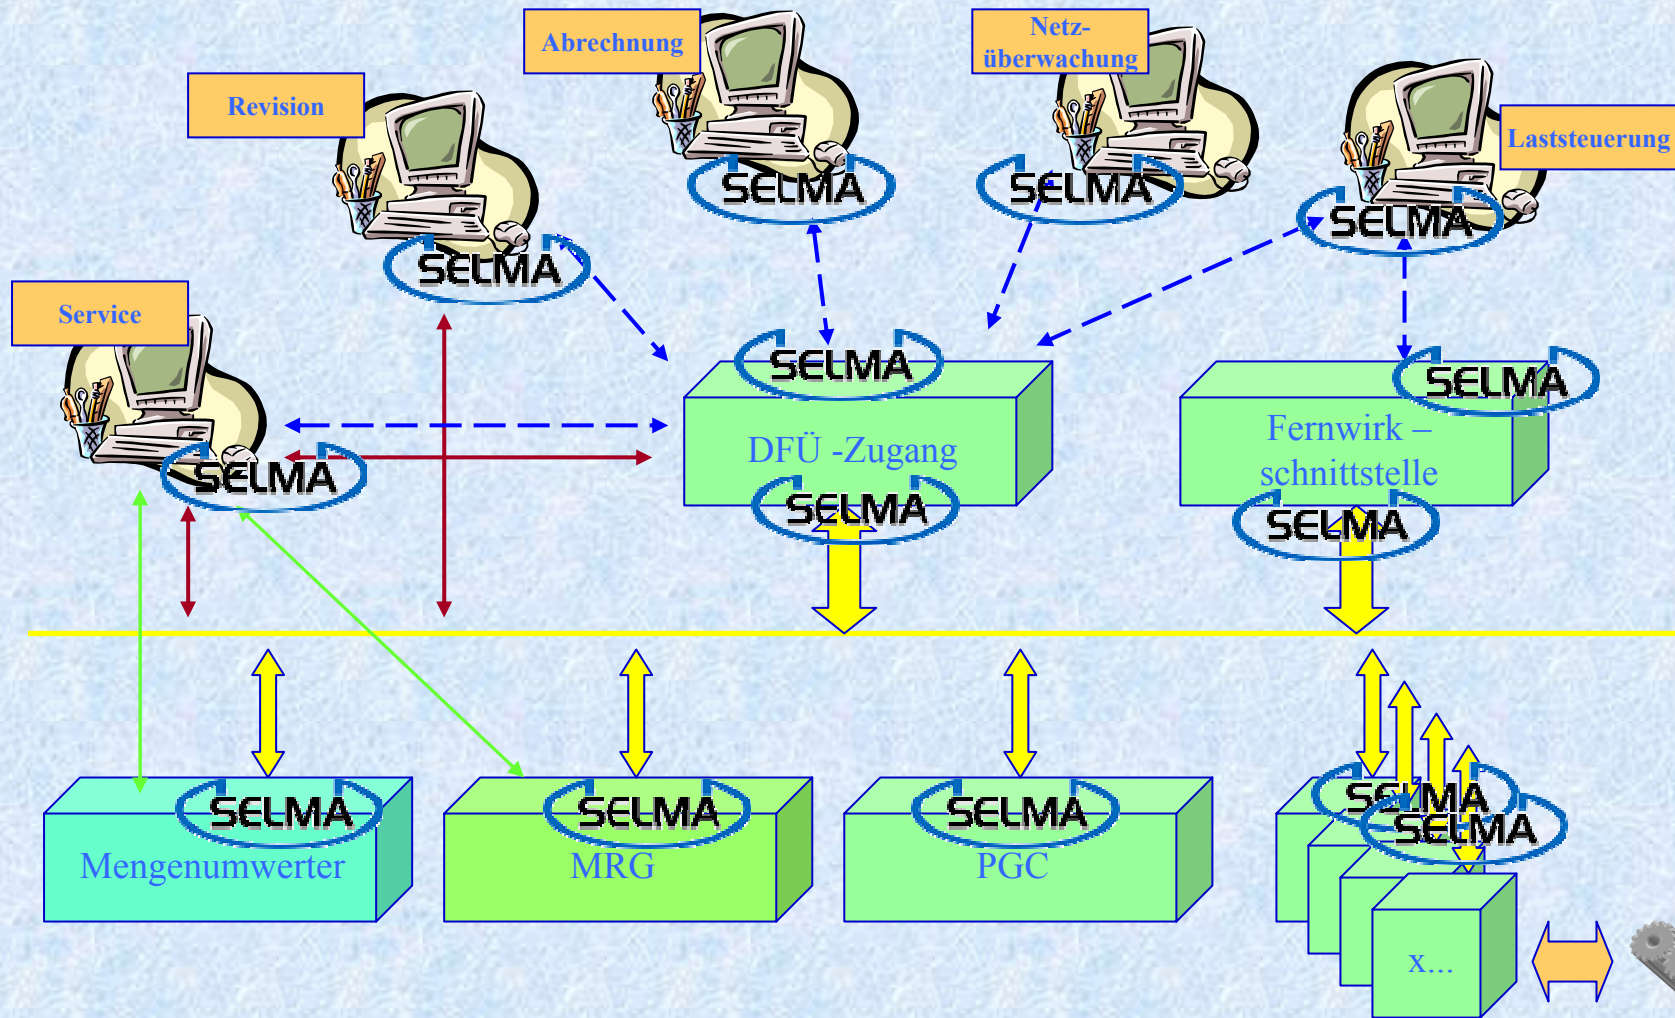 Abrechnung
Netz-
überwachung
Revision
Laststeuerung
SELMA
SELMA
SELMA
SELMA
Service
SELMA
SELMA
SELMA
DFÜ -Zugang
Fernwirk –
schnittstelle
SELMA
SELMA
SELMA
SELMA
SELMA
SELMA
SELMA
SELMA
Mengenumwerter
MRG
PGC
x...